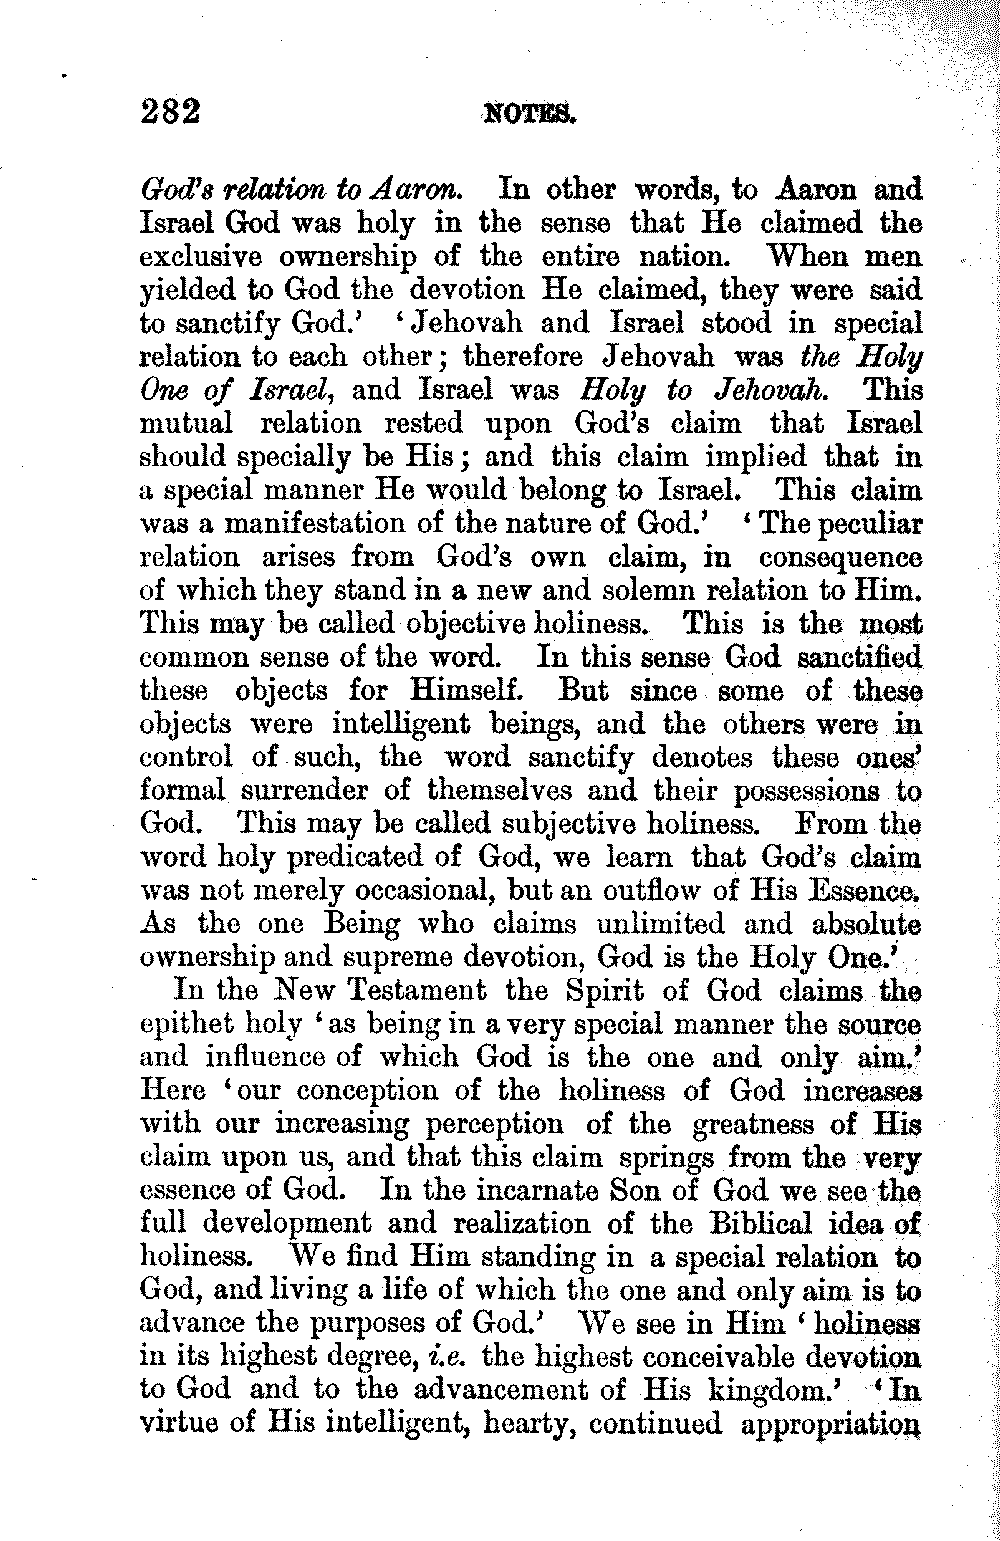 282 NOTES.
God's relation to Aaron. In other words, to Aaron and
Israel God was holy in the sense that He claimed the
exclusive ownership of the entire nation. When men
yielded to God the devotion He claimed, they were said
to sanctify God.' 'Jehovah and Israel stood in special
relation to each other; therefore Jehovah was the Holy
One of Israel, and Israel was Holy to Jehovah. This
mutual relation rested upon God's claim that Israel
should specially be His; and this claim implied that in
a special manner He would belong to Israel. This claim
was a manifestation of the nature of God.' 'The peculiar
relation arises from God's own claim, in consequence
of which they stand in a new and solemn relation to Him.
This may be called objective holiness. This is the most
common sense of the word. In this sense God sanctified
these objects for Himself. But since some of these
objects were intelligent beings, and the others were in
control of such, the word sanctify denotes these ones'
formal surrender of themselves and their possessions to
God. This may be called subjective holiness. From the
word holy predicated of God, we learn that God's claim
was not merely occasional, but an outflow of His Essence.
As the one Being who claims unlimited and absolute
ownership and supreme devotion, God is the Holy One.'
In the New Testament the Spirit of God claims the
epithet holy 'as being in a very special manner the source
and influence of which God is the one and only aim.'
Here 'our conception of the holiness of God increases
with our increasing perception of the greatness of His
claim upon us, and that this claim springs from the very
essence of God. In the incarnate Son of God we see the
full development and realization of the Biblical idea of
holiness. We find Him standing in a special relation to
God, and living a life of which the one and only aim is to
advance the purposes of God.' We see in Him 'holiness
in its highest degree, i.e. the highest conceivable devotion
to God and to the advancement of His kingdom.' 'In
virtue of His intelligent, hearty, continued appropriation